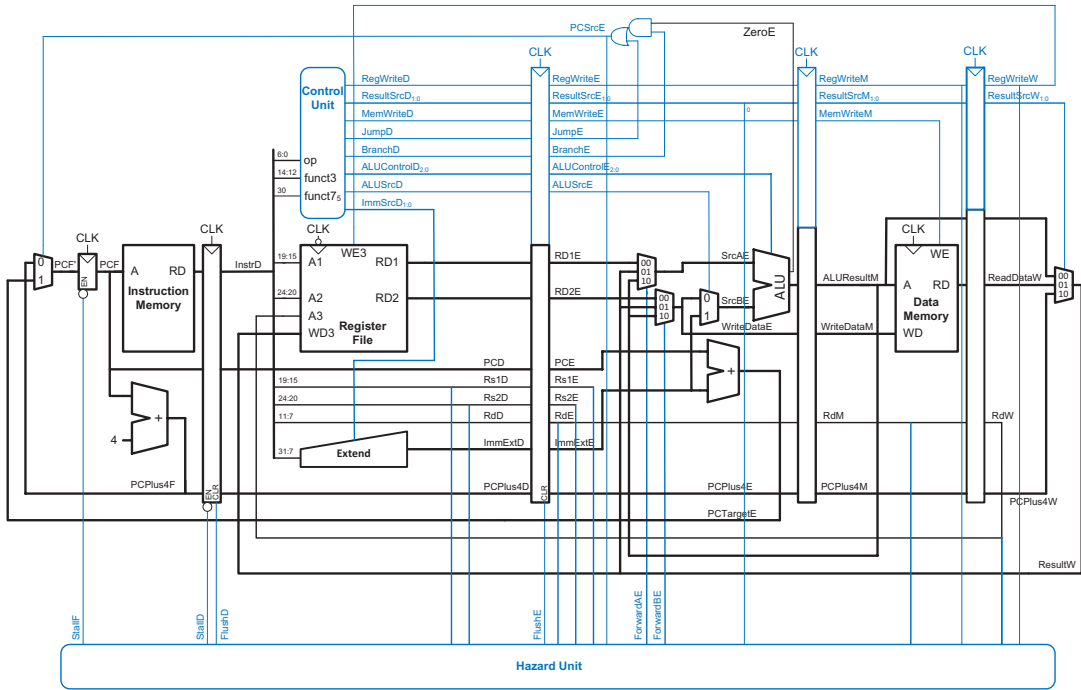 PCSrcE
ZeroE
CLK
CLK
CLK
Control
Unit
RegWriteD
RegWriteE
RegWriteM
RegWriteW
ResultSrcD1:0
ResultSrcE1:0
0
ResultSrcM1:0
ResultSrcW1:0
MemWriteD
MemWriteE
MemWriteM
JumpD
JumpE
6:0
op
BranchD
BranchE
14:12
funct3
ALUControlD2:0
ALUControlE2:0
30
funct75
ALUSrcD
ALUSrcE
ImmSrcD1:0
CLK
CLK
CLK
CLK
0
1
PCF'
PCF
EN
A
RD
Instruction
Memory
InstrD
19:15
A1
WE3
RD1
RD1E
00
01
10
SrcAE
ALU
ALUResultM
A
RD
WE
Data
Memory
WD
ReadDataW
00
01
10
24:20
A2
RD2
RD2E
00
01
10
0
1
SrcBE
A3
WD3
Register
File
WriteDataE
WriteDataM
PCD
PCE
+
19:15
Rs1D
Rs1E
24:20
Rs2D
Rs2E
11:7
RdD
RdE
RdM
RdW
4
+
31:7
Extend
ImmExtD
ImmExtE
PCPlus4F
EN
CLR
PCPlus4D
CLR
PCPlus4E
PCPlus4M
PCPlus4W
PCTargetE
ResultW
StallF
StallD
FlushD
FlushE
ForwardAE
ForwardBE
Hazard Unit